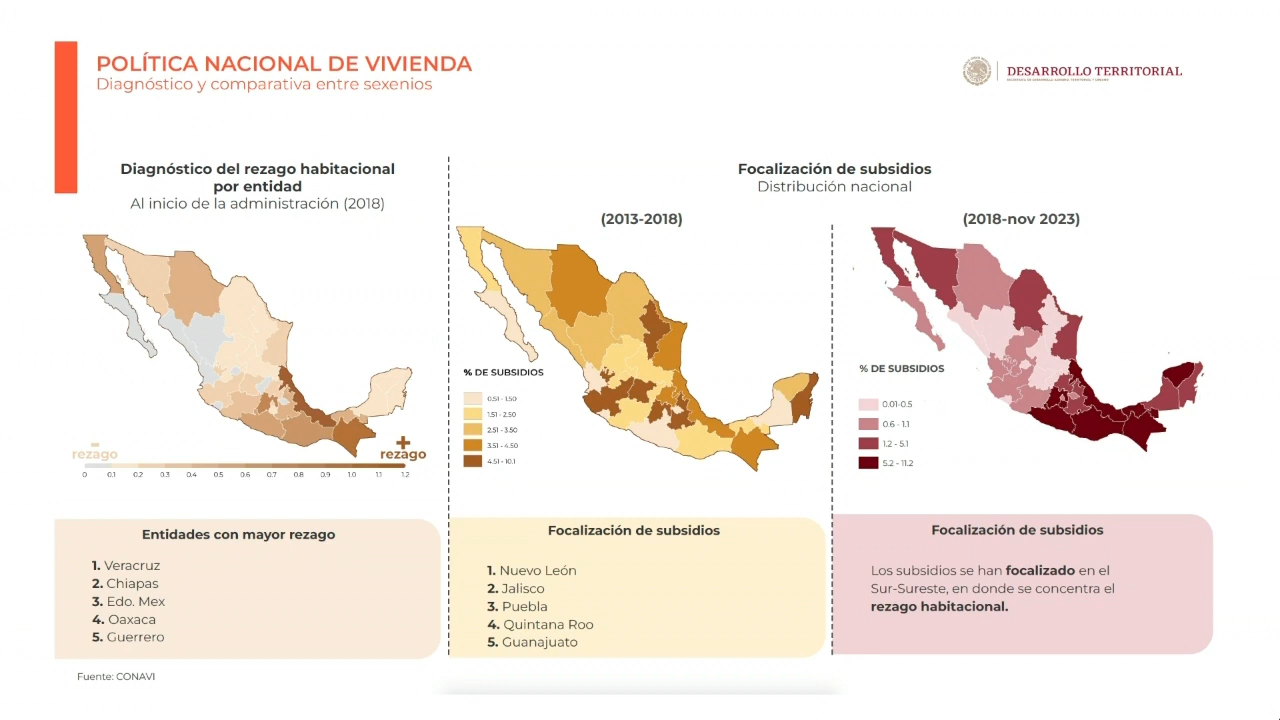 POLÍTICA NACIONAL DE VIVIENDA
Diagnóstico y comparativa entre sexenios
DESARROLLO TERRITORIAL
SECRETARÍA DE DESARROLLO AGRARIO, TERRITORIAL Y URBANO
Diagnóstico del rezago habitacional
por entidad
Al inicio de la administración (2018)
-
rezago
+
rezago
0 0.1 0.2 0.3 0.4 0.5 0.6 0.7 0.8 0.9 1.0 1.1 1.2
Entidades con mayor rezago
1. Veracruz
2. Chiapas
3. Edo. Mex
4. Oaxaca
5. Guerrero
Fuente: CONAVI
Focalización de subsidios
Distribución nacional
(2013-2018)
% DE SUBSIDIOS
0.51 - 1.50
1.51 - 2.50
2.51 - 3.50
3.51 - 4.50
4.51 - 10.1
Focalización de subsidios
1. Nuevo León
2. Jalisco
3. Puebla
4. Quintana Roo
5. Guanajuato
(2018-nov 2023)
% DE SUBSIDIOS
0.01-0.5
0.6 - 1.1
1.2 - 5.1
5.2 - 11.2
Focalización de subsidios
Los subsidios se han focalizado en el
Sur-Sureste, en donde se concentra el
rezago habitacional.